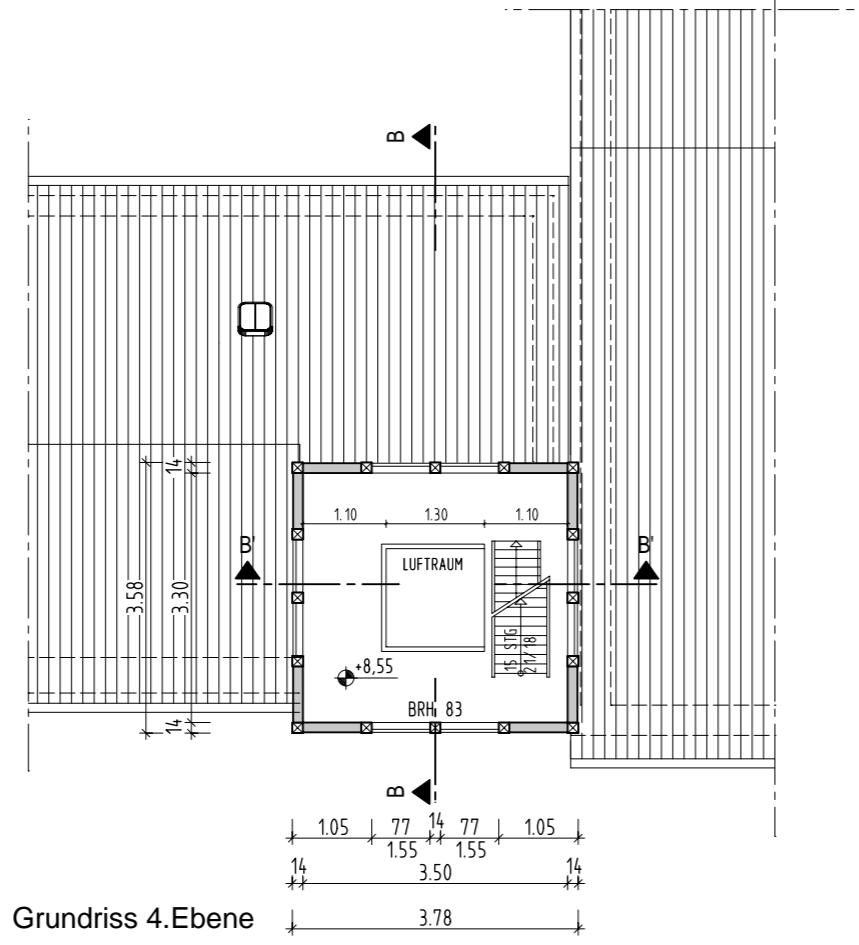 B
14
3.58
3.30
14
1.10 1.30 1.10
B' B'
LUFTRAUM
15 STG
21/18
+8,55
BRH 83
B
1.05 77 14 77 1.05
1.55 1.55
14 3.50 14
3.78
Grundriss 4.Ebene